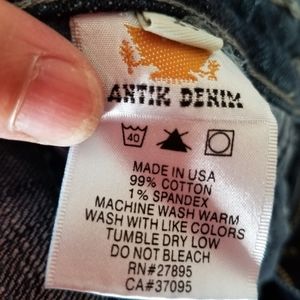 ANTIK DENIM
40
MADE IN USA
99% COTTON
1% SPANDEX
MACHINE WASH WARM
WASH WITH LIKE COLORS
TUMBLE DRY LOW
DO NOT BLEACH
RN#27895
CA#37095